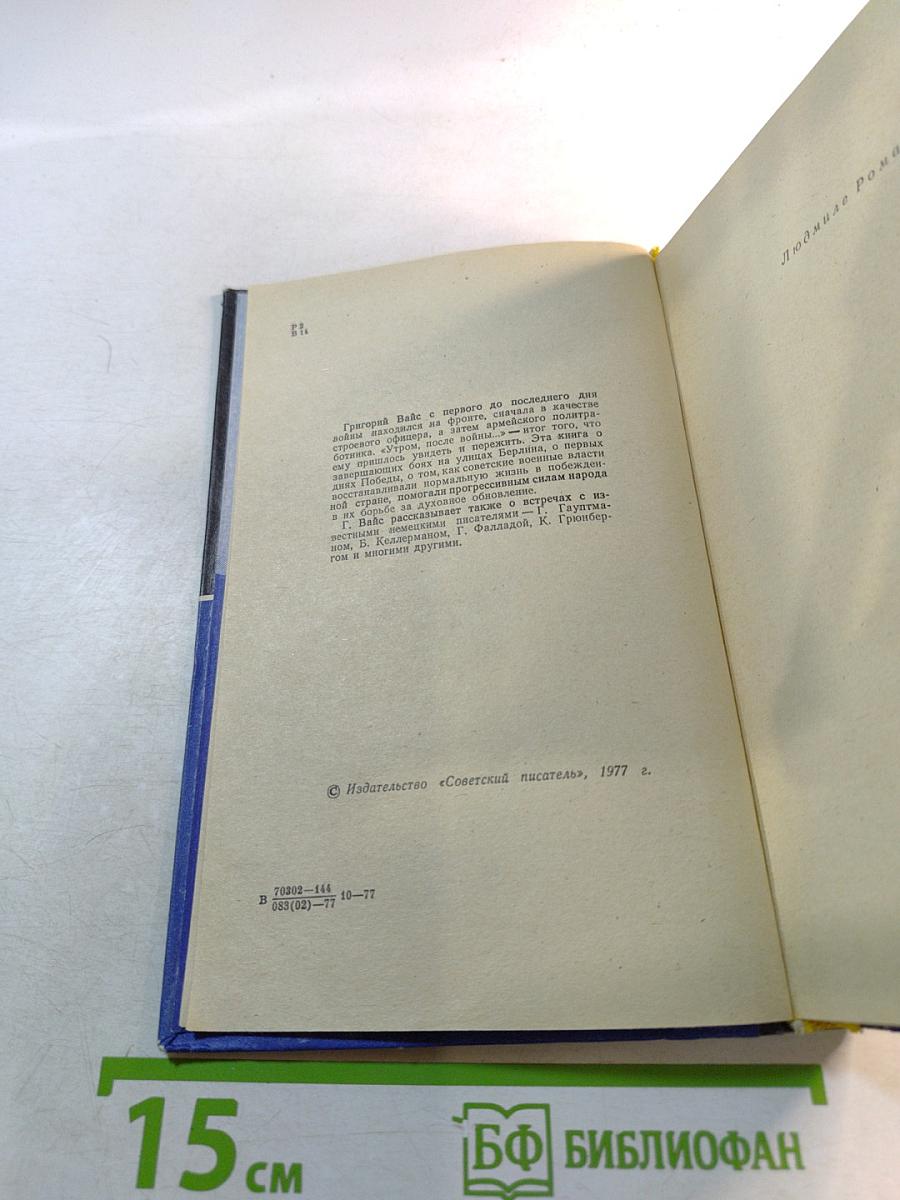 Р 2
В 14
Григорий Вайс с первого до последнего дня
войны находился на фронте, сначала в качестве
строевого офицера, а затем армейского политра-
ботника. «Утром, после войны...» — итог того, что
ему пришлось увидеть и пережить. Эта книга о
завершающих боях на улицах Берлина, о первых
днях Победы, о том, как советские военные власти
восстанавливали нормальную жизнь в побежден-
ной стране, помогали прогрессивным силам народа
в их борьбе за духовное обновление.
Г. Вайс рассказывает также о встречах с из-
вестными немецкими писателями — Г. Гауптма-
ном, Б. Келлерманом, Г. Фалладой, К. Грюнбер-
гом и многими другими.
© Издательство «Советский писатель», 1977 г.
В 70302—144
083(02)—77 10—77
Людмиле Рома
15 см
БФ БИБЛИОФАН